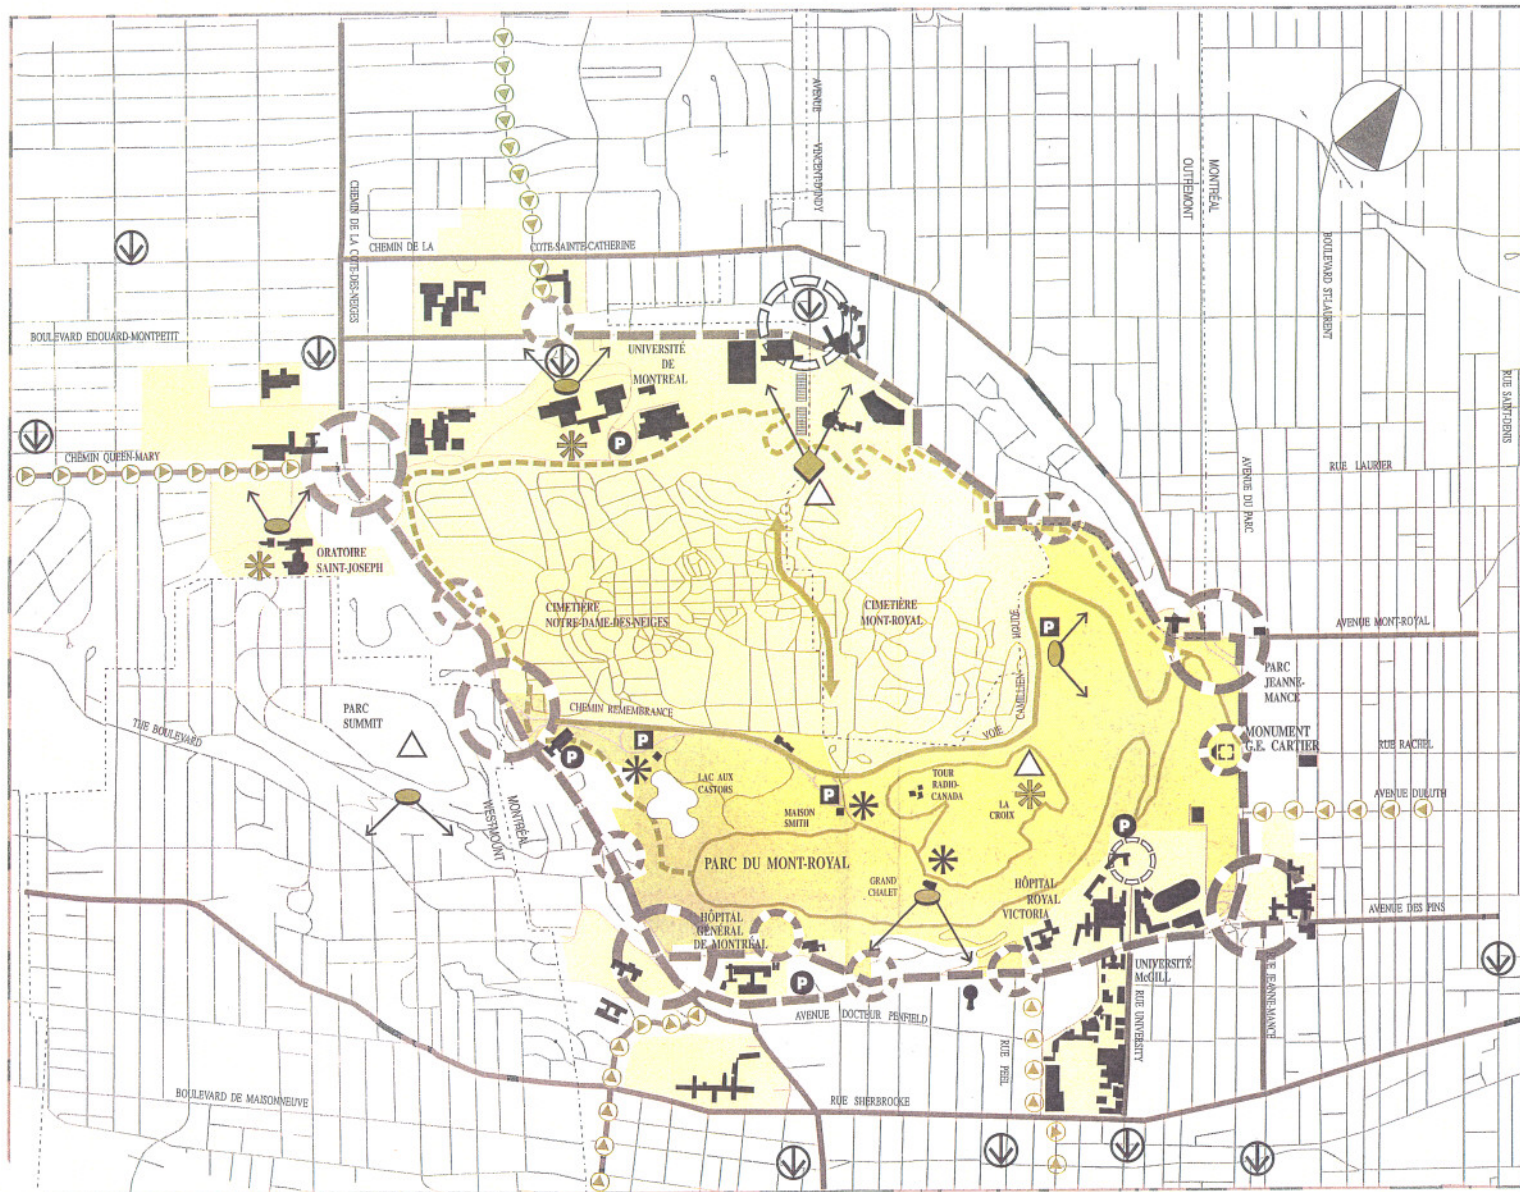 AVENUE
VINCENT-D'INDY
MONTRÉAL
OUTREMONT
CHEMIN DE LA COTE-DES-NEIGES
CHEMIN DE LA
COTE-SAINTE-CATHERINE
BOULEVARD ST-LAURENT
BOULEVARD EDOUARD-MONTPETIT
UNIVERSITÉ
DE
MONTREAL
RUE SAINT-DENIS
P
CHEMIN QUEEN-MARY
AVENUE DU PARC
RUE LAURIER
ORATOIRE
SAINT-JOSEPH
CIMETIÈRE
NOTRE-DAME-DES-NEIGES
CIMETIÈRE
MONT-ROYAL
P
AVENUE MONT-ROYAL
PARC
JEANNE-
MANCE
VOIE
CAMILLIEN
HOUDE
CHEMIN REMEMBRANCE
PARC
SUMMIT
THE BOULEVARD
P
P
MONUMENT
G.E. CARTIER
RUE RACHEL
LAC AUX
CASTORS
TOUR
RADIO-
CANADA
LA
CROIX
P
MAISON
SMITH
AVENUE DULUTH
P
MONTRÉAL
WESTMOUNT
PARC DU MONT-ROYAL
GRAND
CHALET
HÔPITAL
ROYAL
VICTORIA
HÔPITAL
GÉNÉRAL
DE MONTRÉAL
AVENUE DES PINS
UNIVERSITÉ
McGILL
P
AVENUE DOCTEUR PENFIELD
RUE PEEL
RUE UNIVERSITY
RUE JEANNE-MANCE
BOULEVARD DE MAISONNEUVE
RUE SHERBROOKE